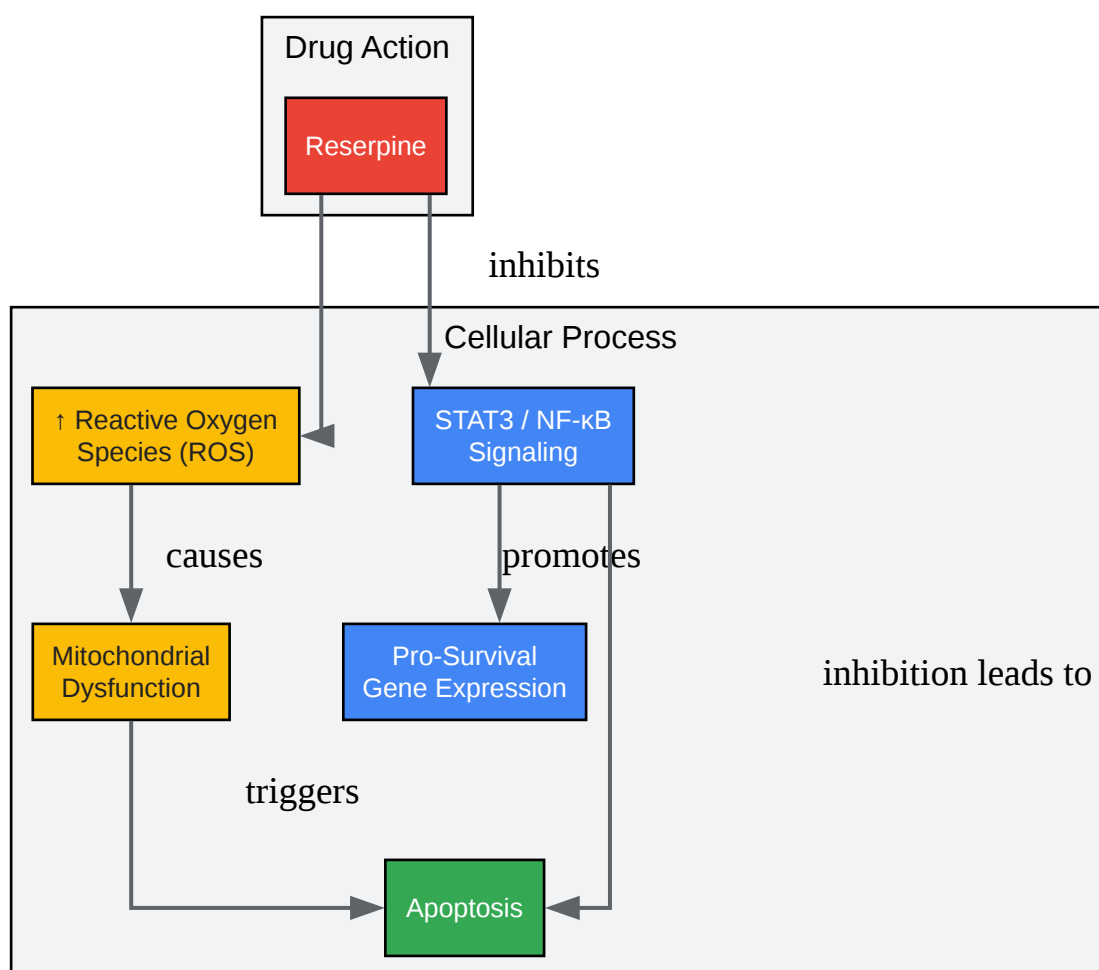 Drug Action
Reserpine
inhibits
Cellular Process
↑ Reactive Oxygen
Species (ROS)
STAT3 / NF-κB
Signaling
causes
promotes
Mitochondrial
Dysfunction
Pro-Survival
Gene Expression
inhibition leads to
triggers
Apoptosis